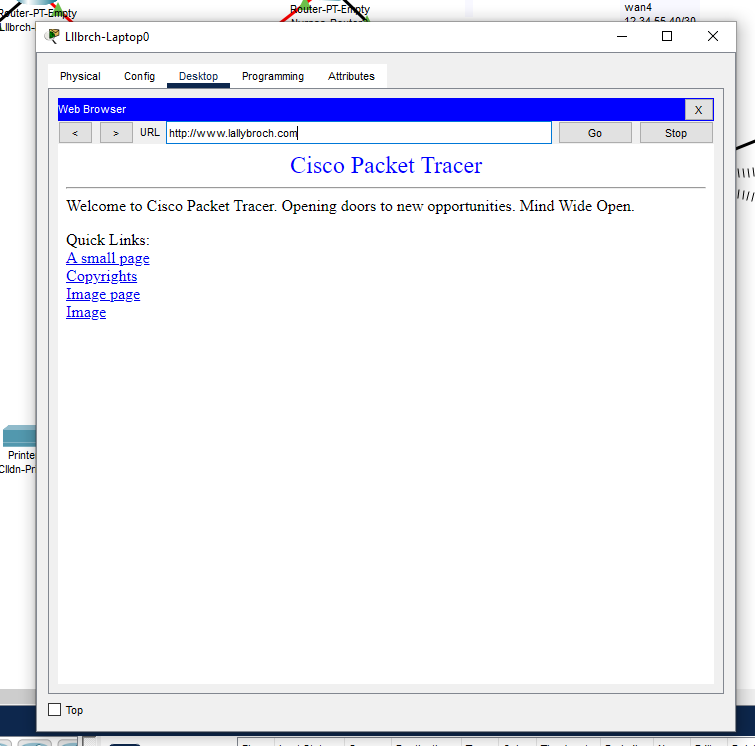 Router-PT-Empty
Lllbrch-
Router-PT-Empty
wan4
12.34.55.40/30
Lllbrch-Laptop0
Physical Config Desktop Programming Attributes
Web Browser X
< > URL http://www.lallybroch.com Go Stop
Cisco Packet Tracer
Welcome to Cisco Packet Tracer. Opening doors to new opportunities. Mind Wide Open.
Quick Links:
A small page
Copyrights
Image page
Image
Printe
Clldn-Pr
Top